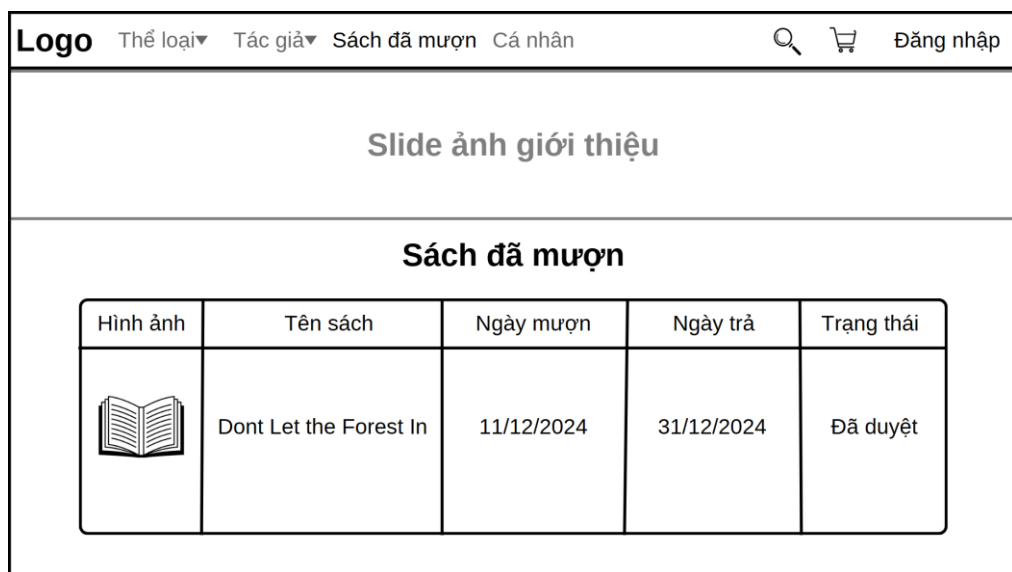 Logo Thể loại▾ Tác giả▾ Sách đã mượn Cá nhân Đăng nhập
Slide ảnh giới thiệu
Sách đã mượn
Hình ảnh Tên sách Ngày mượn Ngày trả Trạng thái
Dont Let the Forest In 11/12/2024 31/12/2024 Đã duyệt